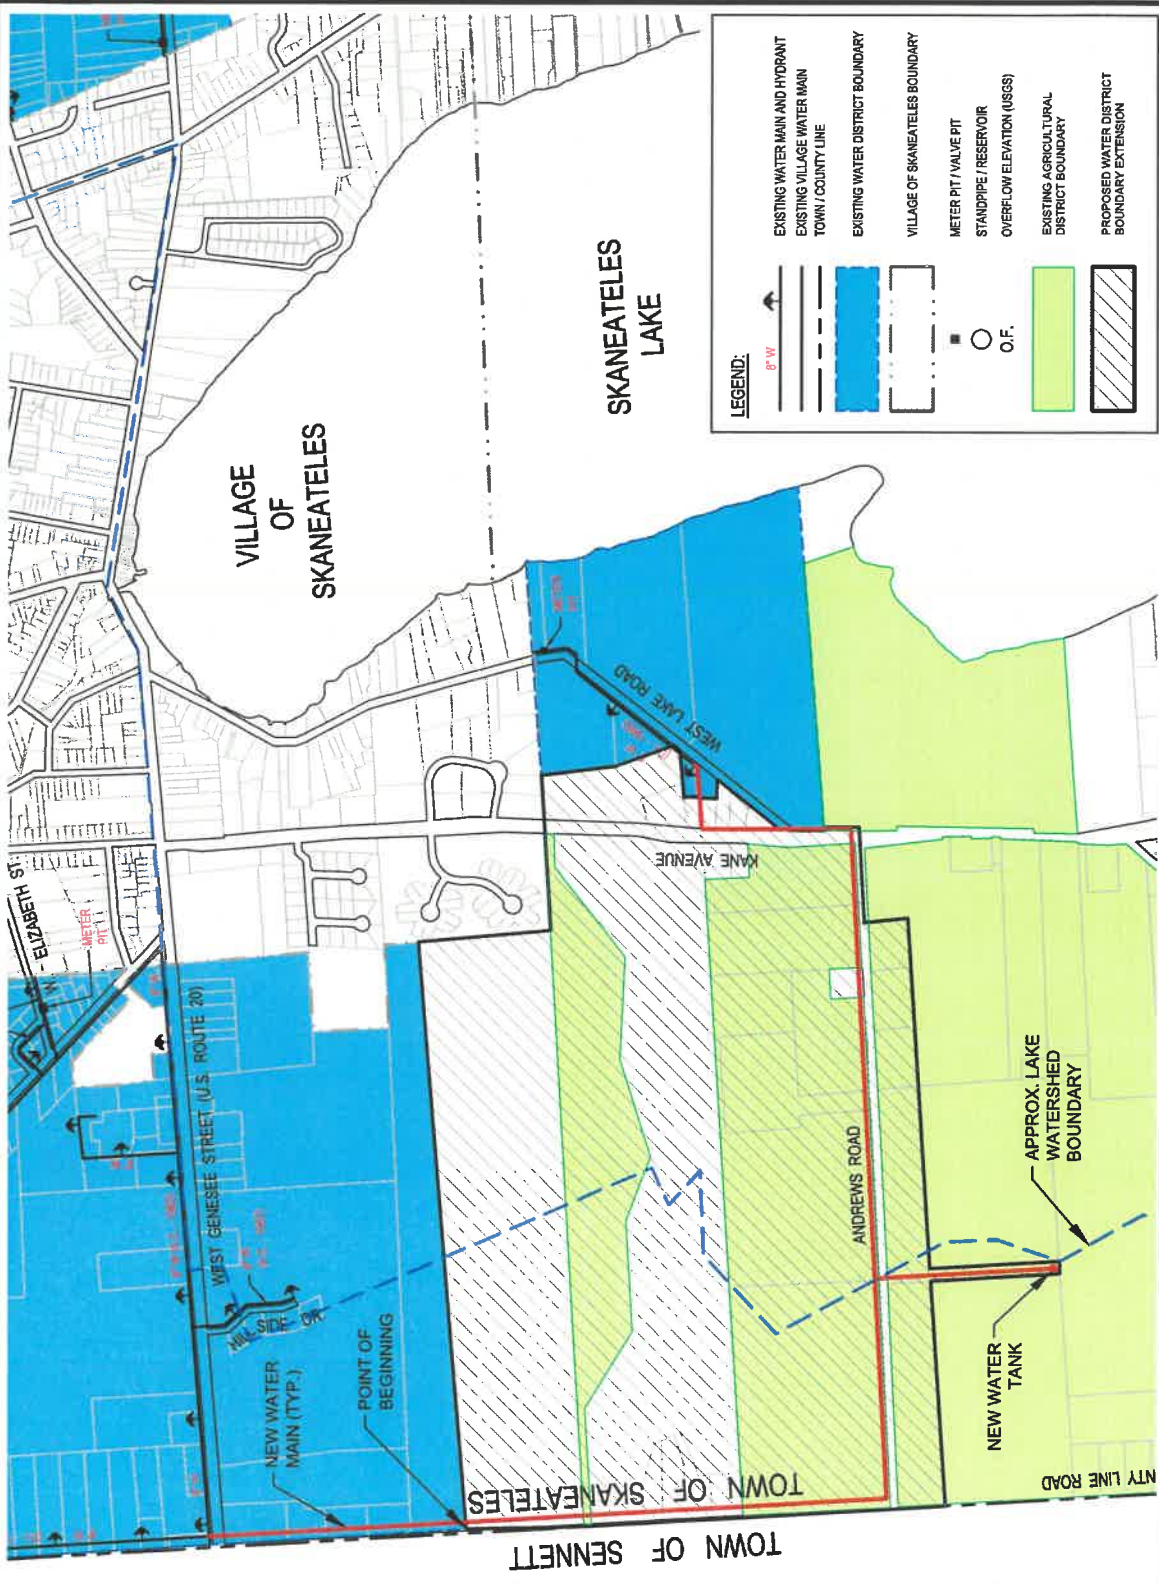 VILLAGE
OF
SKANEATELES
SKANEATELES
LAKE
W. - ELIZABETH ST.
METER
PIT
WEST GENESEE STREET (U.S. ROUTE 20)
HILLSIDE DR
NEW WATER
MAIN (TYP.)
POINT OF
BEGINNING
METER
PIT
WEST LAKE ROAD
KANE AVENUE
ANDREWS ROAD
APPROX. LAKE
WATERSHED
BOUNDARY
NEW WATER
TANK
TOWN OF SKANEATELES
TOWN OF SENNETT
NTY LINE ROAD
LEGEND:
8" W
EXISTING WATER MAIN AND HYDRANT
EXISTING VILLAGE WATER MAIN
TOWN / COUNTY LINE
EXISTING WATER DISTRICT BOUNDARY
VILLAGE OF SKANEATELES BOUNDARY
METER PIT / VALVE PIT
STANDPIPE / RESERVOIR
O.F.
OVERFLOW ELEVATION (USGS)
EXISTING AGRICULTURAL
DISTRICT BOUNDARY
PROPOSED WATER DISTRICT
BOUNDARY EXTENSION